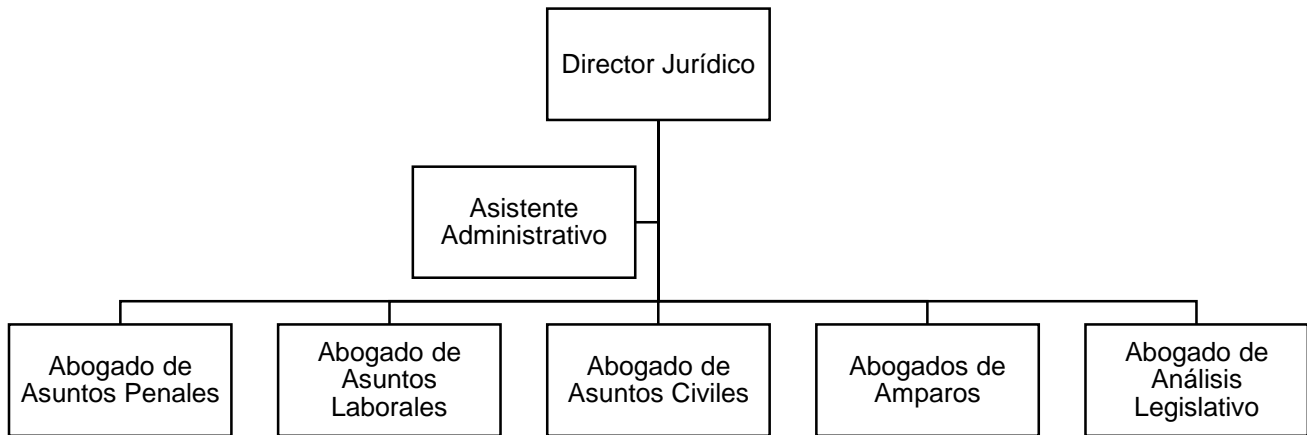 Director Jurídico
Asistente
Administrativo
Abogado de
Asuntos Penales
Abogado de
Asuntos
Laborales
Abogado de
Asuntos Civiles
Abogados de
Amparos
Abogado de
Análisis
Legislativo